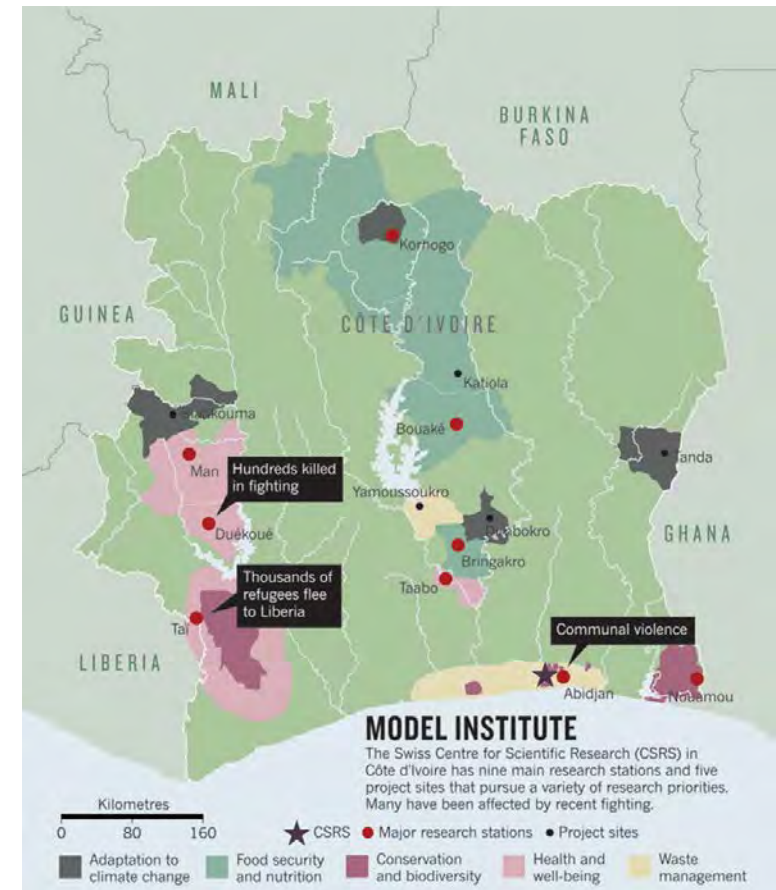 MALI
BURKINA
FASO
Korhogo
GUINEA
CÔTE D'IVOIRE
Katiola
Bouaké
Man
Hundreds killed
in fighting
Tanda
Yamoussoukro
Duékoué
GHANA
Bringakro
Thousands of
refugees flee
to Liberia
Taabo
Taï
Communal violence
LIBERIA
Abidjan
Nouamou
MODEL INSTITUTE
The Swiss Centre for Scientific Research (CSRS) in
Côte d'Ivoire has nine main research stations and five
project sites that pursue a variety of research priorities.
Many have been affected by recent fighting.
Kilometres
0 80 160
CSRS Major research stations Project sites
Adaptation to
climate change
Food security
and nutrition
Conservation
and biodiversity
Health and
well-being
Waste
management